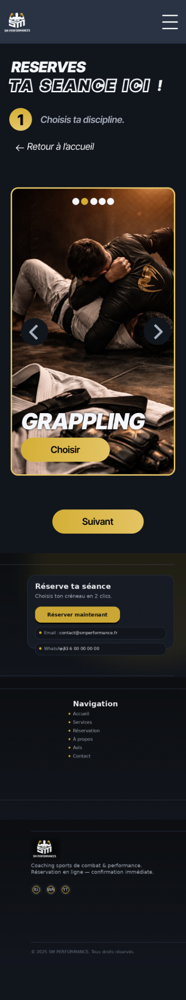 SM
SM PERFORMANCES
RESERVES
TA SEANCE ICI !
1
Choisis ta discipline.
← Retour à l'accueil
GRAPPLING
Choisir
Suivant
Réserve ta séance
Choisis ton créneau en 2 clics.
Réserver maintenant
Email : contact@smperformance.fr
+33 6 00 00 00 00
Navigation
Accueil
Services
Réservation
À propos
Avis
Contact
SM
SM PERFORMANCES
Coaching sports de combat & performance.
Réservation en ligne — confirmation immédiate.
IG WA YT
© 2025 SM PERFORMANCE. Tous droits réservés.